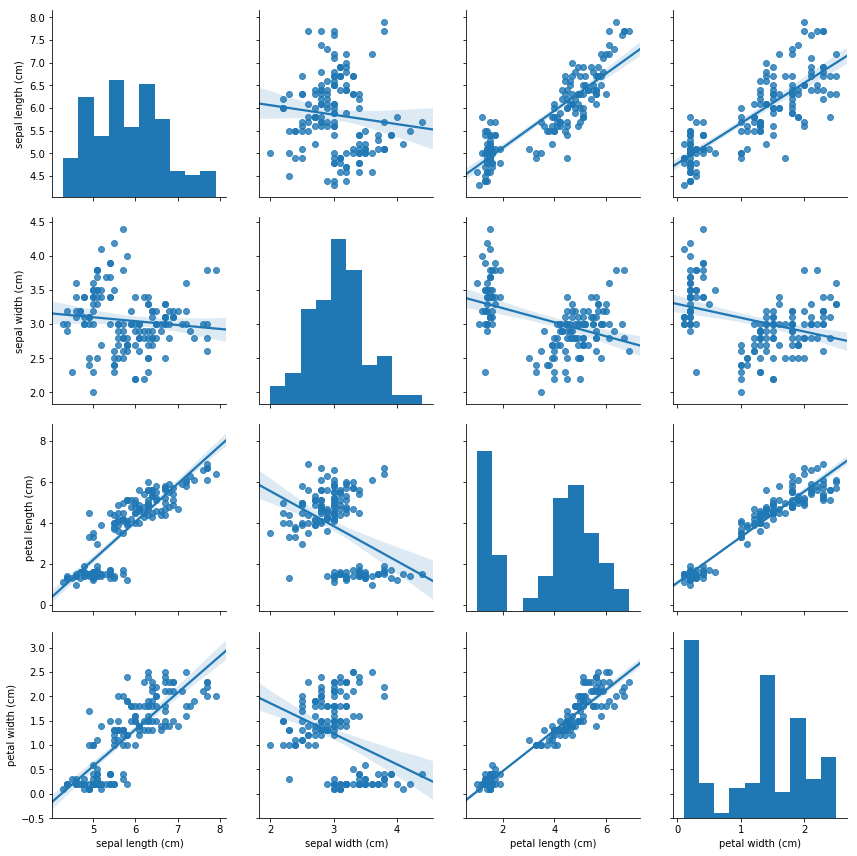 8.0
7.5
7.0
6.5
6.0
5.5
5.0
4.5
sepal length (cm)
4.5
4.0
3.5
3.0
2.5
2.0
sepal width (cm)
8
6
4
2
0
petal length (cm)
3.0
2.5
2.0
1.5
1.0
0.5
0.0
-0.5
petal width (cm)
5 6 7 8
sepal length (cm)
2 3 4
sepal width (cm)
2 4 6
petal length (cm)
0 1 2
petal width (cm)